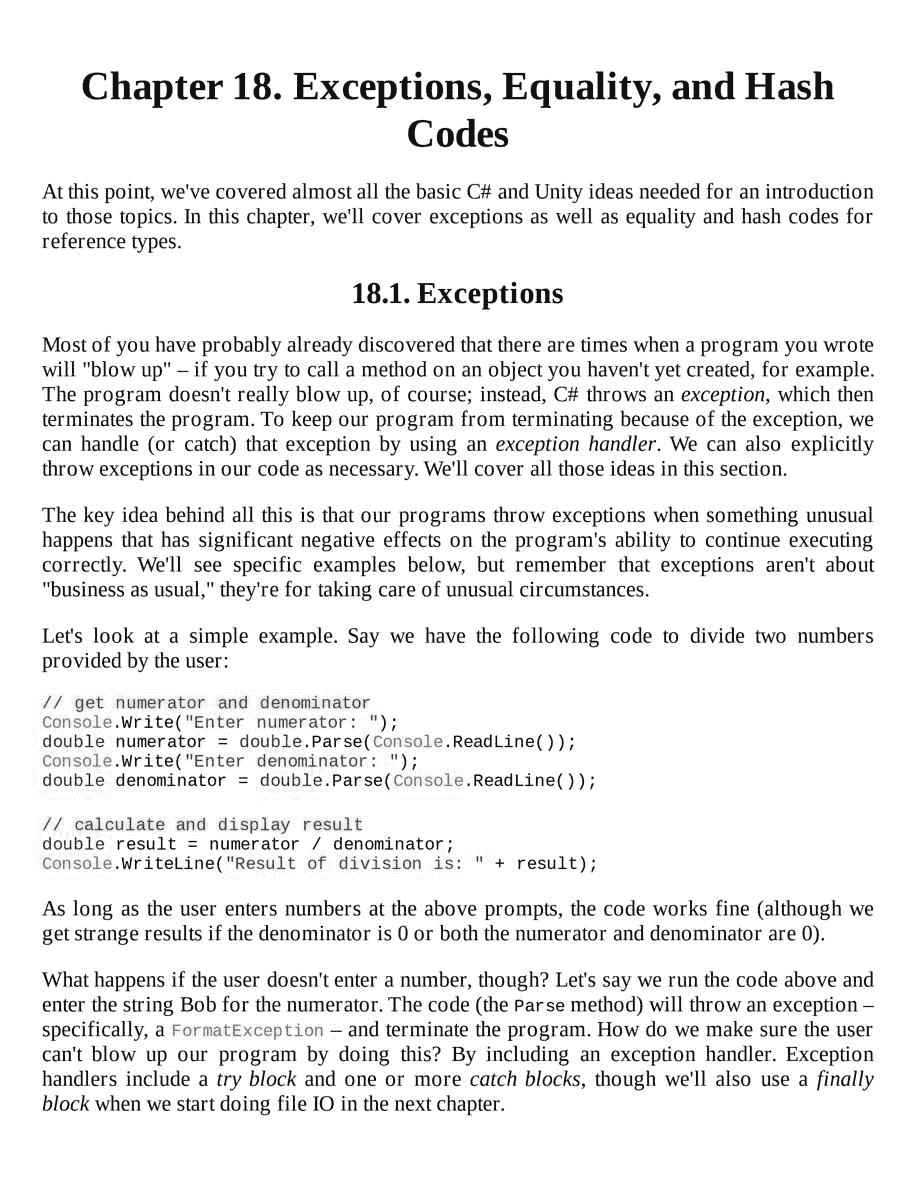 Chapter 18. Exceptions, Equality, and Hash
Codes
At this point, we've covered almost all the basic C# and Unity ideas needed for an introduction
to those topics. In this chapter, we'll cover exceptions as well as equality and hash codes for
reference types.
18.1. Exceptions
Most of you have probably already discovered that there are times when a program you wrote
will "blow up" – if you try to call a method on an object you haven't yet created, for example.
The program doesn't really blow up, of course; instead, C# throws an exception, which then
terminates the program. To keep our program from terminating because of the exception, we
can handle (or catch) that exception by using an exception handler. We can also explicitly
throw exceptions in our code as necessary. We'll cover all those ideas in this section.
The key idea behind all this is that our programs throw exceptions when something unusual
happens that has significant negative effects on the program's ability to continue executing
correctly. We'll see specific examples below, but remember that exceptions aren't about
"business as usual," they're for taking care of unusual circumstances.
Let's look at a simple example. Say we have the following code to divide two numbers
provided by the user:
// get numerator and denominator
Console.Write("Enter numerator: ");
double numerator = double.Parse(Console.ReadLine());
Console.Write("Enter denominator: ");
double denominator = double.Parse(Console.ReadLine());
// calculate and display result
double result = numerator / denominator;
Console.WriteLine("Result of division is: " + result);
As long as the user enters numbers at the above prompts, the code works fine (although we
get strange results if the denominator is 0 or both the numerator and denominator are 0).
What happens if the user doesn't enter a number, though? Let's say we run the code above and
enter the string Bob for the numerator. The code (the Parse method) will throw an exception –
specifically, a FormatException – and terminate the program. How do we make sure the user
can't blow up our program by doing this? By including an exception handler. Exception
handlers include a try block and one or more catch blocks, though we'll also use a finally
block when we start doing file IO in the next chapter.